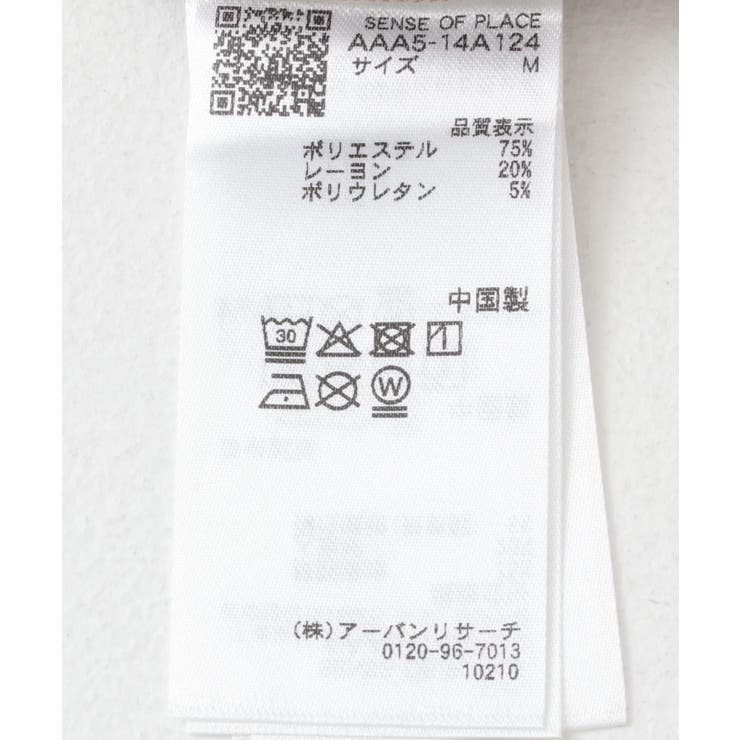 SENSE OF PLACE
AAA5-14A124
サイズ M
品質表示
ポリエステル 75%
レーヨン 20%
ポリウレタン 5%
中国製
30
W
(株)アーバンリサーチ
0120-96-7013
10210